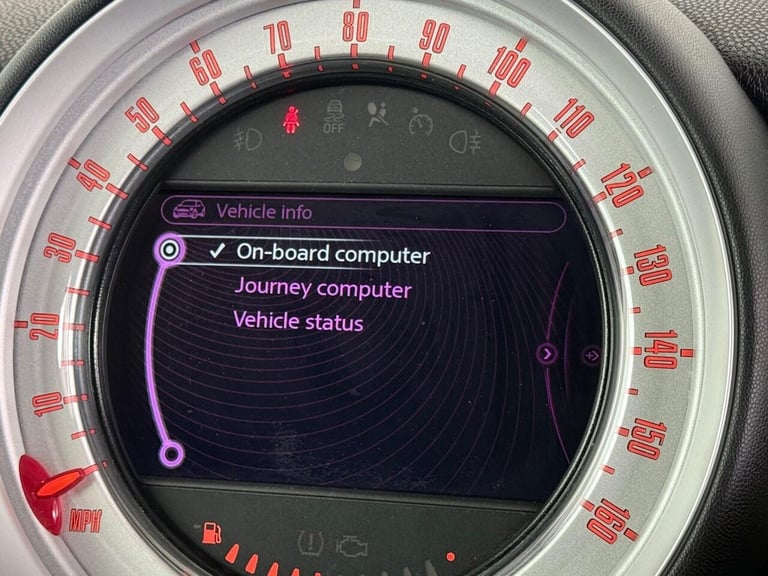 10
20
30
40
50
60
70
80
90
100
110
120
130
140
150
160
MPH
OFF
Vehicle info
✓ On-board computer
Journey computer
Vehicle status